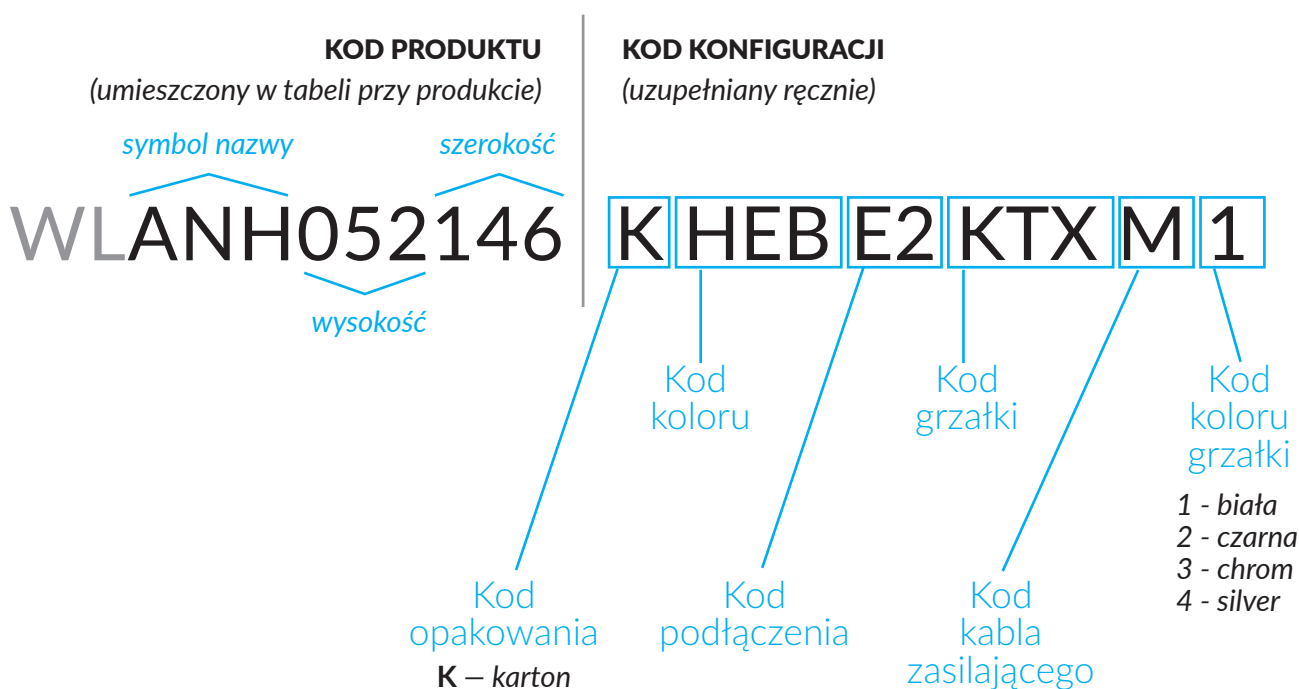 KOD PRODUKTU
(umieszczony w tabeli przy produkcie)
KOD KONFIGURACJI
(uzupełniany ręcznie)
symbol nazwy
szerokość
WLANH052146 K HEB E2 KTX M 1
wysokość
Kod
koloru
Kod
grzałki
Kod
koloru
grzałki
1 - biała
2 - czarna
3 - chrom
4 - silver
Kod
opakowania
K – karton
Kod
podłączenia
Kod
kabla
zasilającego